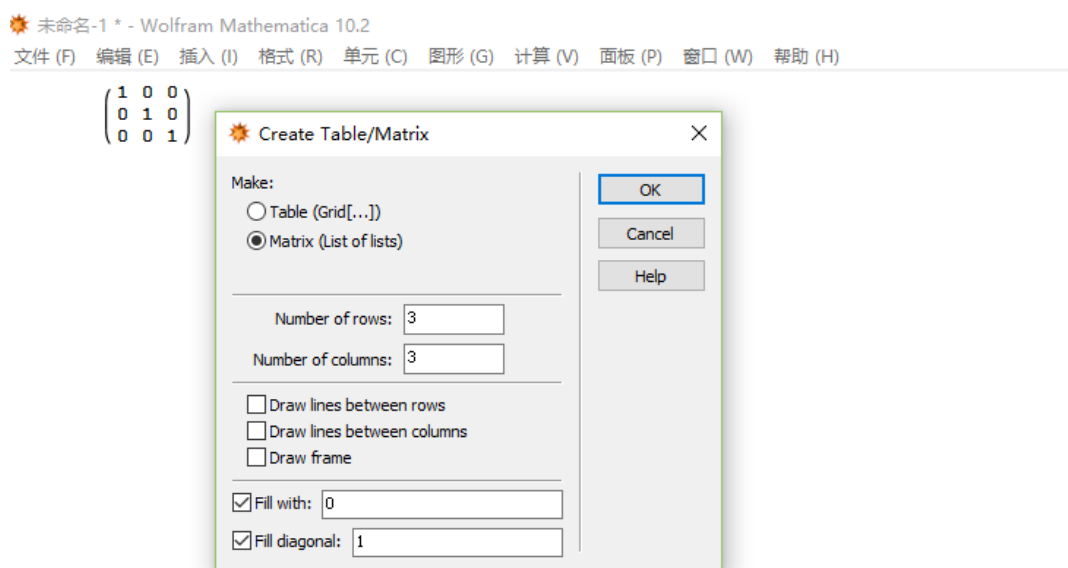 未命名-1 * - Wolfram Mathematica 10.2
文件 (F) 编辑 (E) 插入 (I) 格式 (R) 单元 (C) 图形 (G) 计算 (V) 面板 (P) 窗口 (W) 帮助 (H)
1 0 0
0 1 0
0 0 1
Create Table/Matrix
Make:
Table (Grid[...])
Matrix (List of lists)
OK
Cancel
Help
Number of rows: 3
Number of columns: 3
Draw lines between rows
Draw lines between columns
Draw frame
Fill with: 0
Fill diagonal: 1